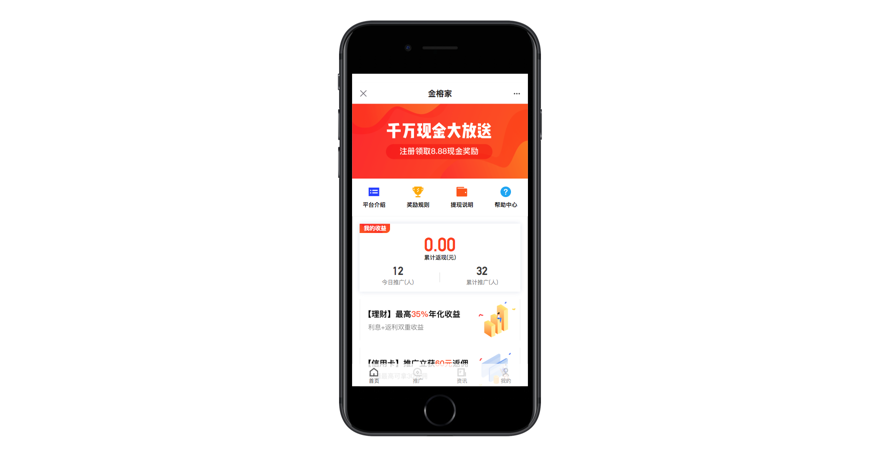 金榕家
千万现金大放送
注册领取8.88现金奖励
平台介绍 奖励规则 提现说明 帮助中心
我的收益
0.00
累计返现(元)
12 32
今日推广(人) 累计推广(人)
【理财】最高35%年化收益
利息+返利双重收益
【信用卡】推广立获60元返佣
首页 推广 资讯 我的